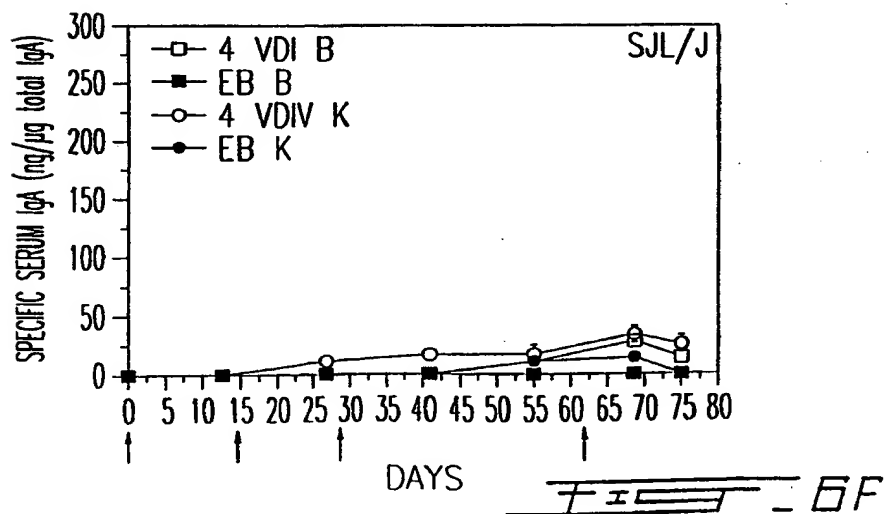 SPECIFIC SERUM IgA (ng/µg total IgA)
300
250
200
150
100
50
0
4 VDI B
EB B
4 VDIV K
EB K
SJL/J
0 5 10 15 20 25 30 35 40 45 50 55 60 65 70 75 80
DAYS
FIG - 6F